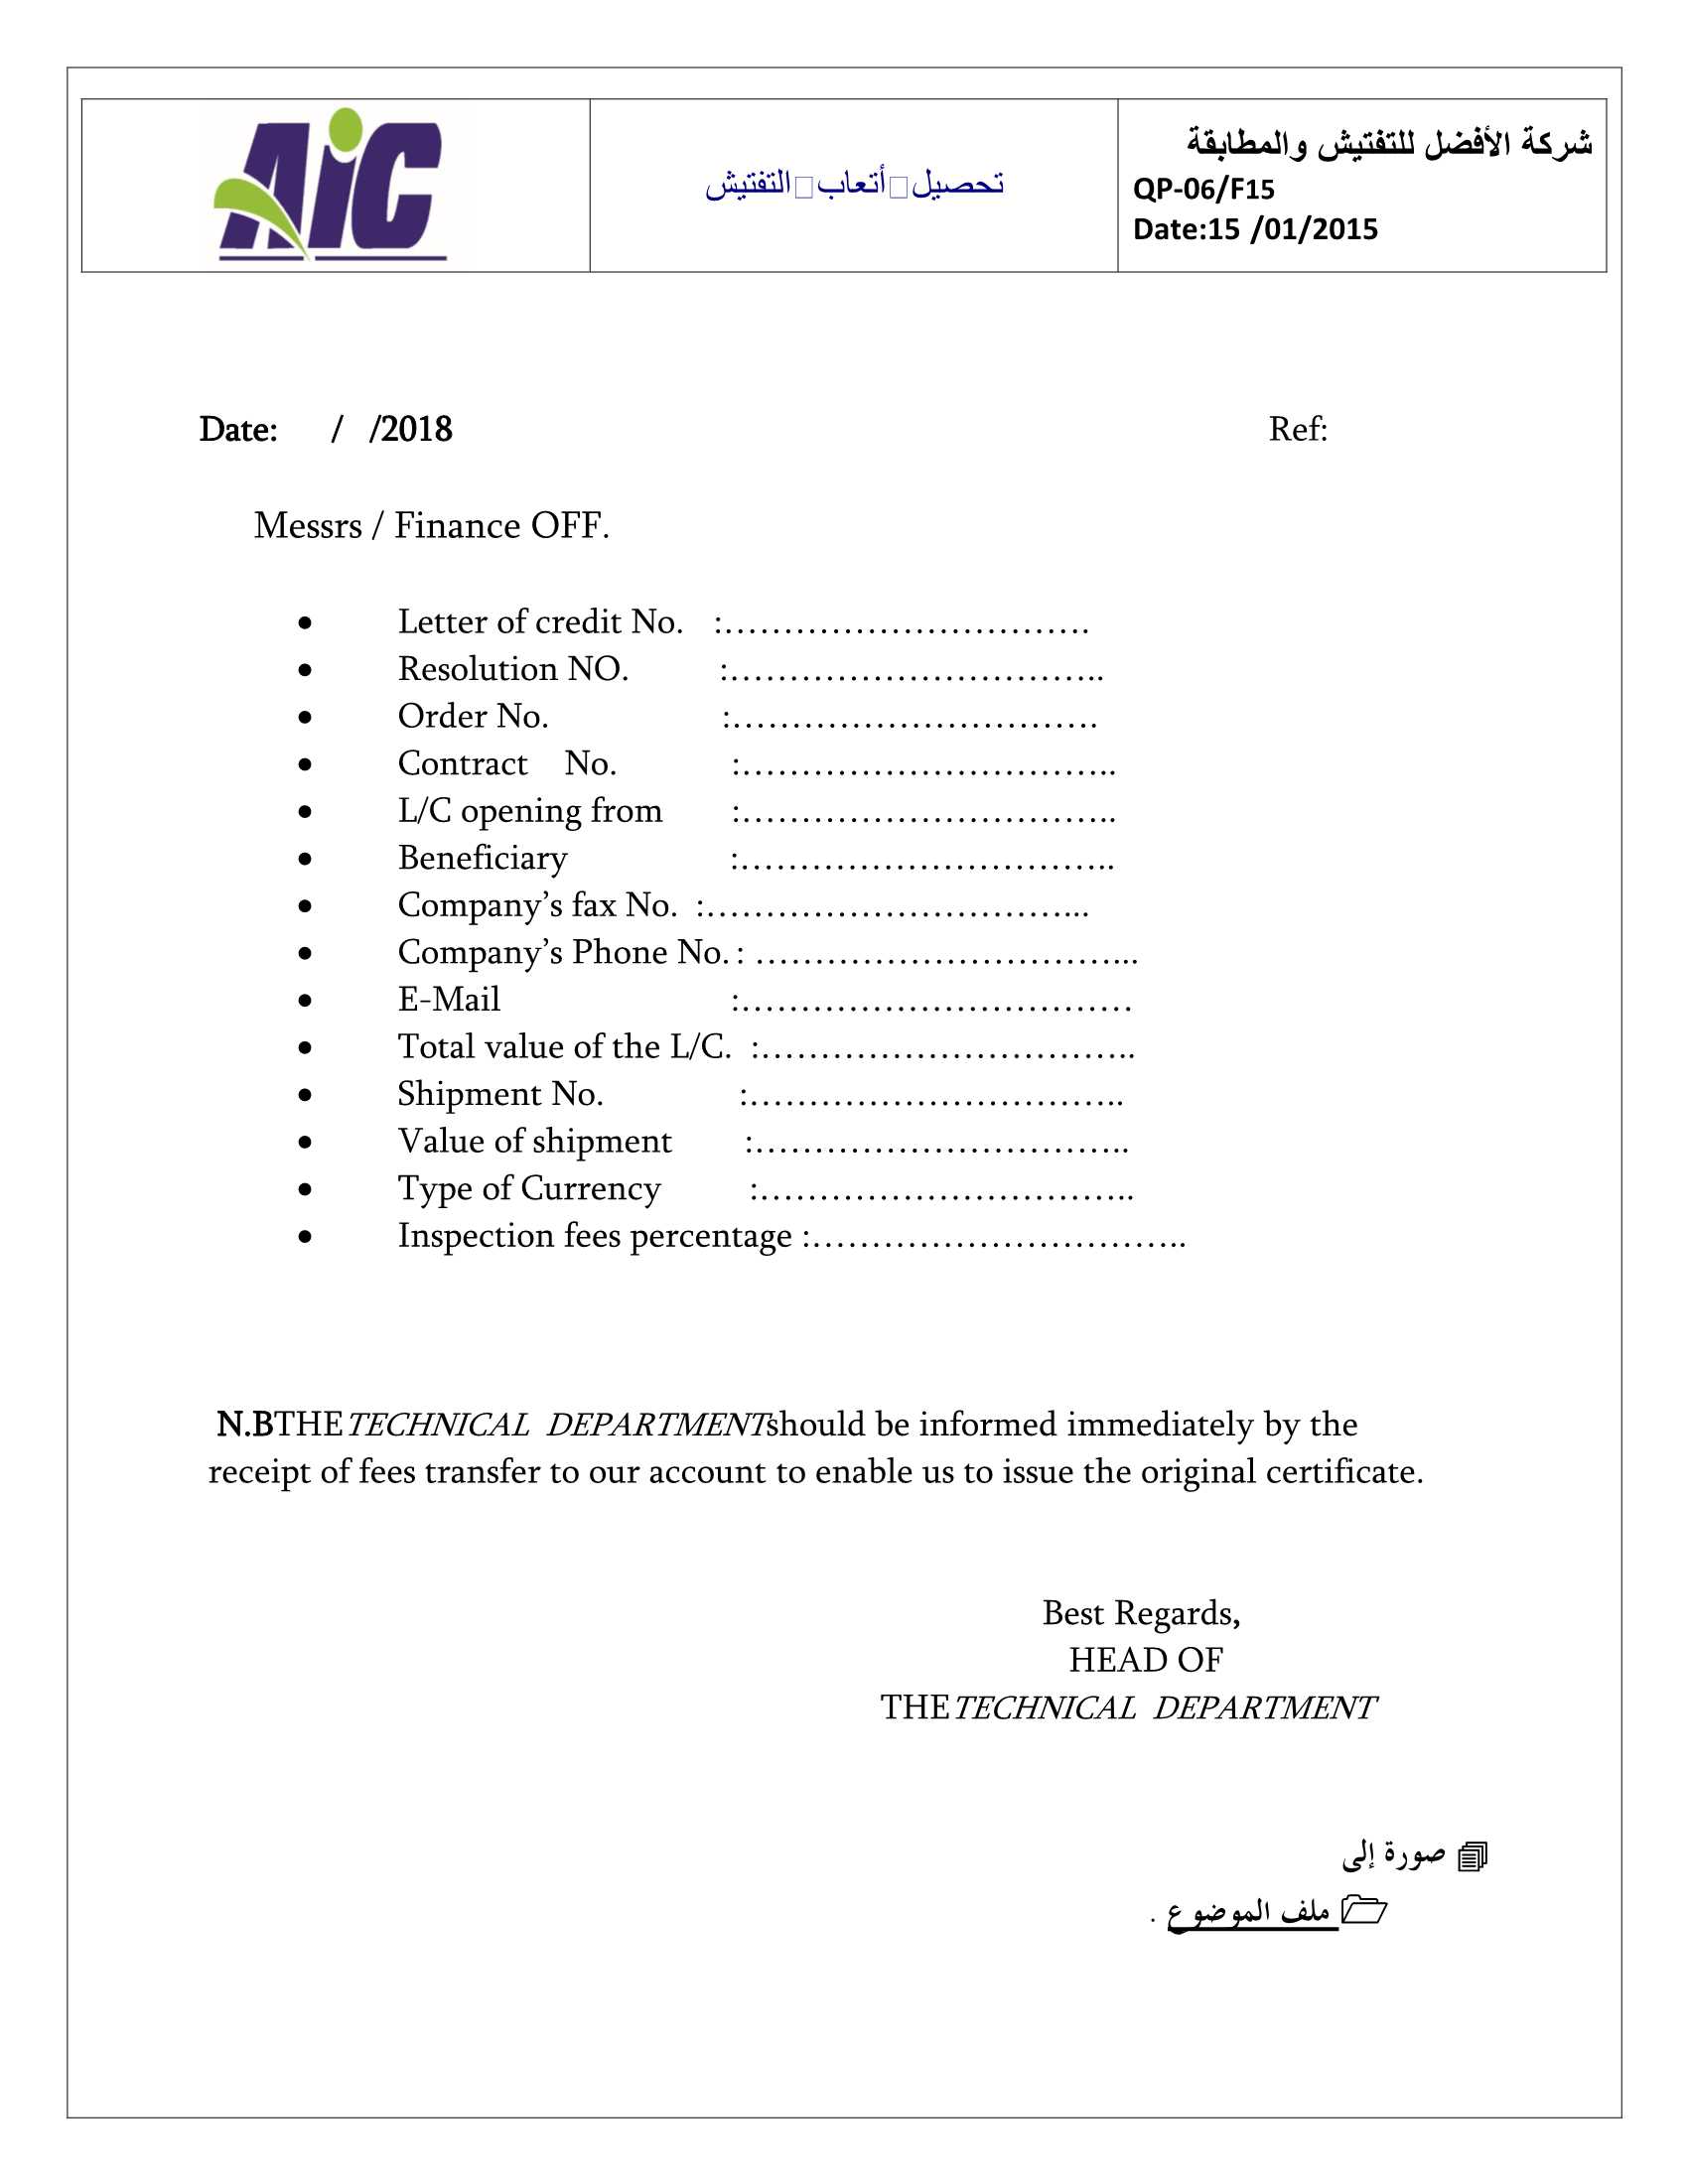 AiC
تحصيل أتعاب التفتيش
شركة الأفضل للتفتيش والمطابقة
QP-06/F15
Date:15 /01/2015
Date: / /2018 Ref:
Messrs / Finance OFF.
• Letter of credit No. :………………………….
• Resolution NO. :…………………………..
• Order No. :………………………….
• Contract No. :…………………………..
• L/C opening from :…………………………..
• Beneficiary :…………………………..
• Company’s fax No. :…………………………...
• Company’s Phone No. : …………………………...
• E-Mail :……………………………
• Total value of the L/C. :…………………………..
• Shipment No. :…………………………..
• Value of shipment :…………………………..
• Type of Currency :…………………………..
• Inspection fees percentage :…………………………..
N.BTHE TECHNICAL DEPARTMENTshould be informed immediately by the
receipt of fees transfer to our account to enable us to issue the original certificate.
Best Regards,
HEAD OF
THE TECHNICAL DEPARTMENT
صورة إلى
ملف الموضوع .